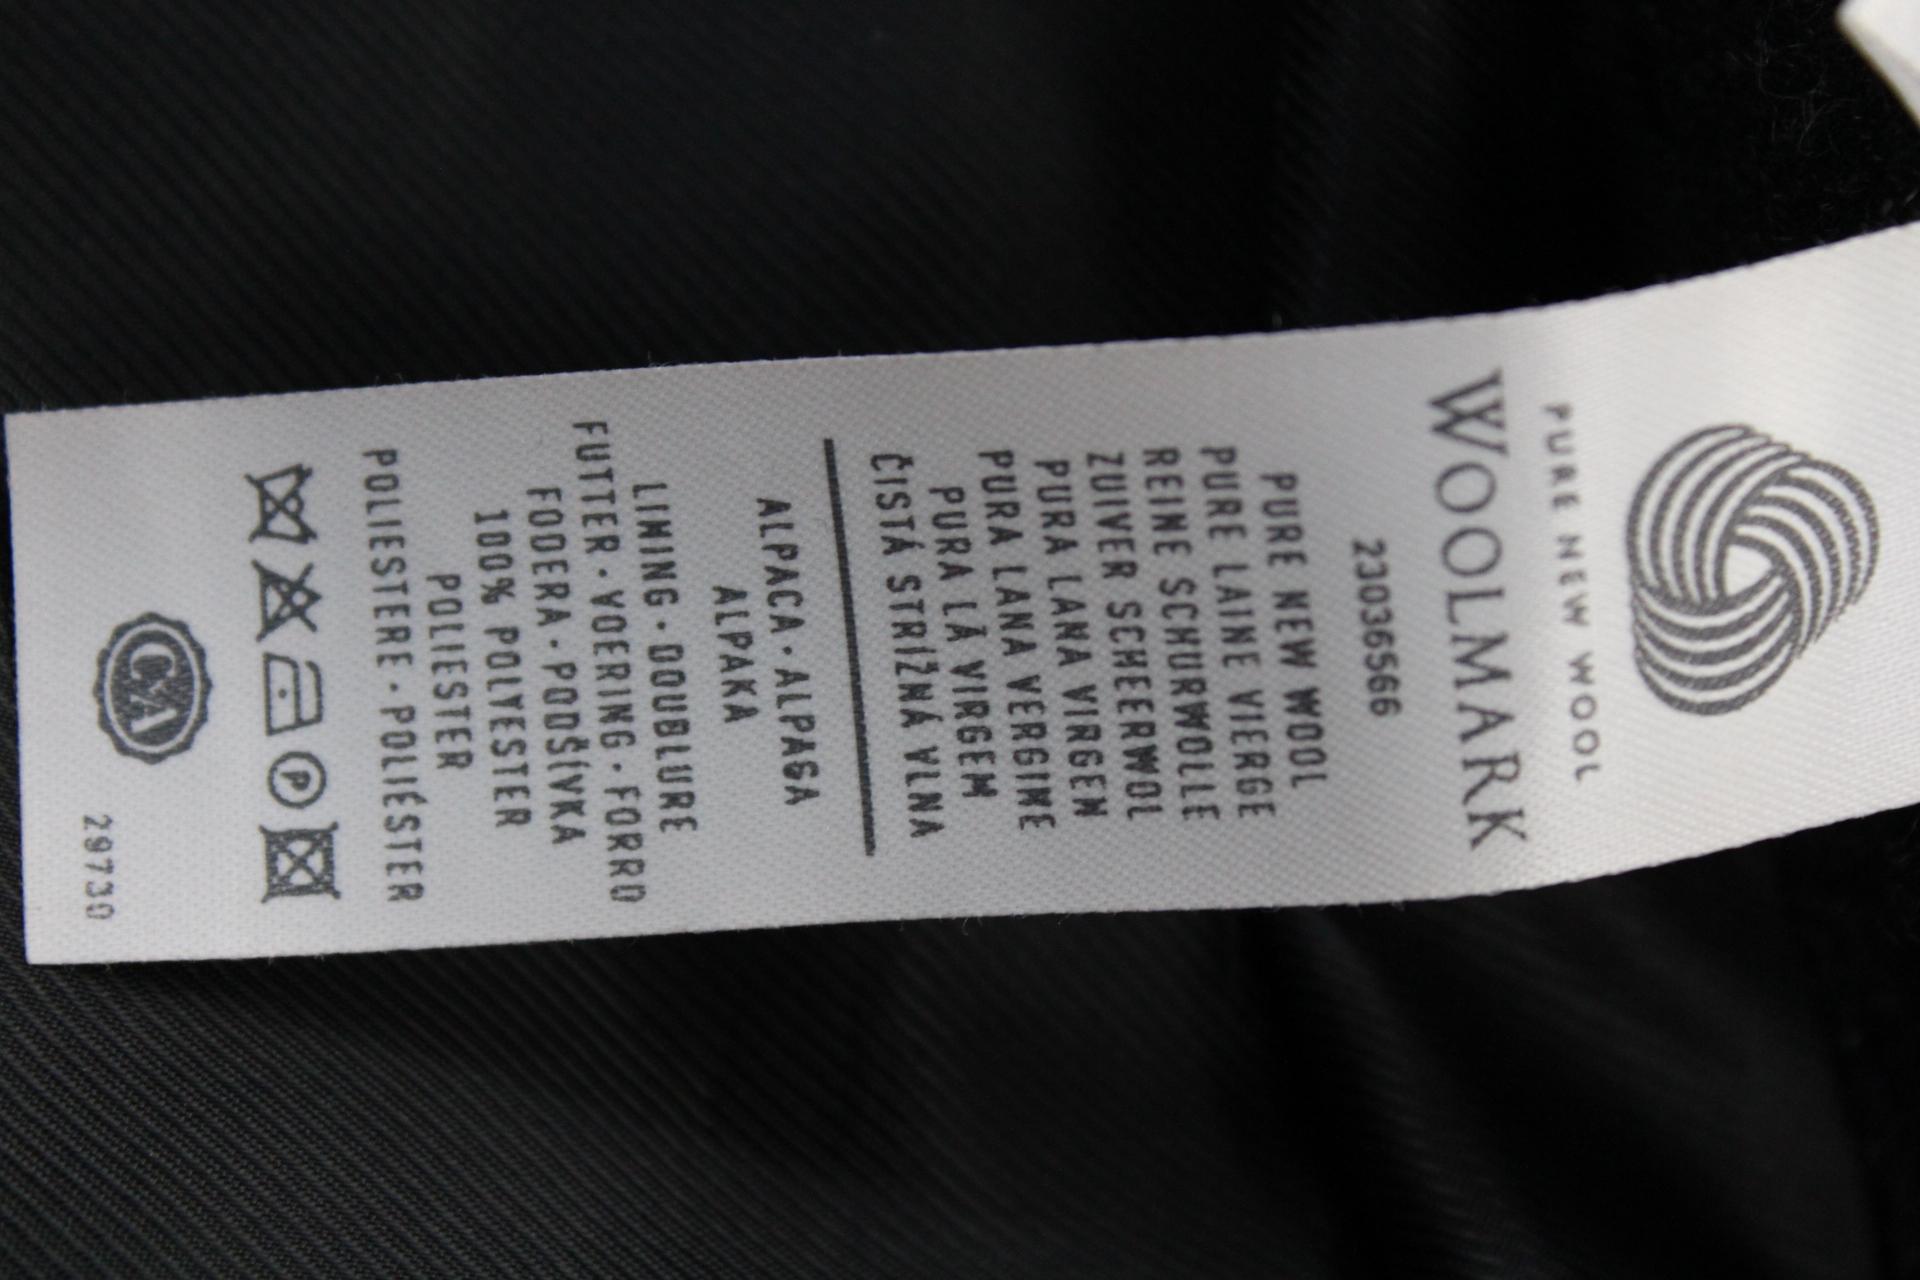 PURE NEW WOOL
WOOLMARK
23036566
PURE NEW WOOL
PURE LAINE VIERGE
REINE SCHURWOLLE
ZUIVER SCHEERWOL
PURA LANA VIRGEN
PURA LANA VERGINE
PURA LÃ VIRGEM
ČISTÁ STRIŽNÁ VLNA
ALPACA · ALPAGA
ALPAKA
LINING · DOUBLURE
FUTTER · VOERING · FORRO
FODERA · PODŠÍVKA
100% POLYESTER
POLIESTER
POLIESTERE · POLIÉSTER
P
C&A
29730